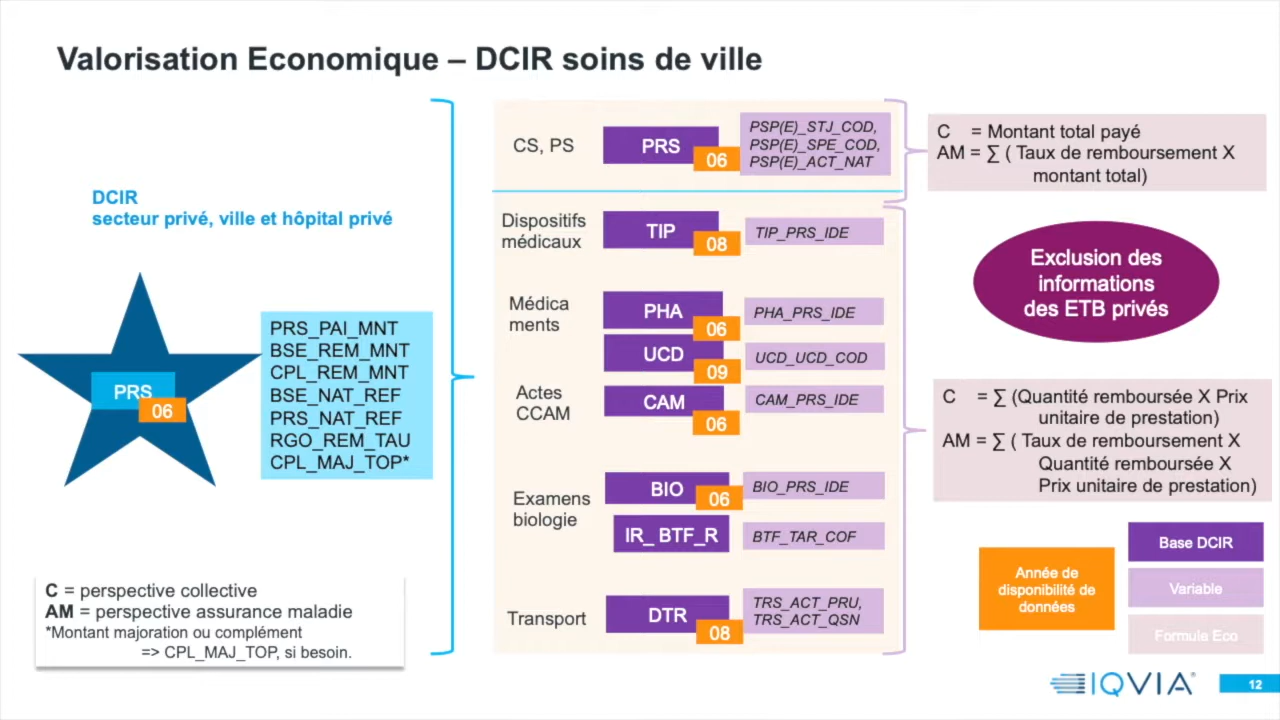 Valorisation Economique – DCIR soins de ville
DCIR
secteur privé, ville et hôpital privé
PRS
06
PRS_PAI_MNT
BSE_REM_MNT
CPL_REM_MNT
BSE_NAT_REF
PRS_NAT_REF
RGO_REM_TAU
CPL_MAJ_TOP*
C = perspective collective
AM = perspective assurance maladie
*Montant majoration ou complément
=> CPL_MAJ_TOP, si besoin.
CS, PS
PRS
06
PSP(E)_STJ_COD,
PSP(E)_SPE_COD,
PSP(E)_ACT_NAT
Dispositifs
médicaux
TIP
08
TIP_PRS_IDE
Médica
ments
PHA
06
PHA_PRS_IDE
UCD
09
UCD_UCD_COD
Actes
CCAM
CAM
06
CAM_PRS_IDE
Examens
biologie
BIO
06
BIO_PRS_IDE
IR_ BTF_R
BTF_TAR_COF
Transport
DTR
08
TRS_ACT_PRU,
TRS_ACT_QSN
C = Montant total payé
AM = ∑ ( Taux de remboursement X
montant total)
Exclusion des
informations
des ETB privés
C = ∑ (Quantité remboursée X Prix
unitaire de prestation)
AM = ∑ ( Taux de remboursement X
Quantité remboursée X
Prix unitaire de prestation)
Année de
disponibilité de
données
Base DCIR
Variable
Formule Eco
IQVIA®
12